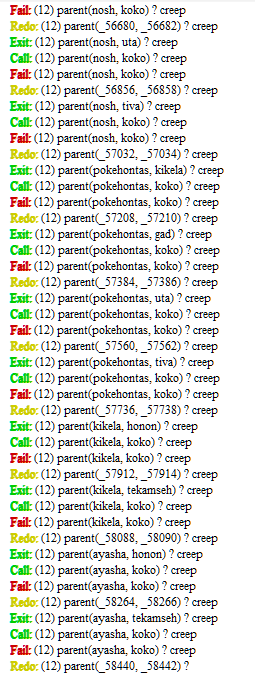 Fail: (12) parent(nosh, koko) ? creep
Redo: (12) parent(_56680, _56682) ? creep
Exit: (12) parent(nosh, uta) ? creep
Call: (12) parent(nosh, koko) ? creep
Fail: (12) parent(nosh, koko) ? creep
Redo: (12) parent(_56856, _56858) ? creep
Exit: (12) parent(nosh, tiva) ? creep
Call: (12) parent(nosh, koko) ? creep
Fail: (12) parent(nosh, koko) ? creep
Redo: (12) parent(_57032, _57034) ? creep
Exit: (12) parent(pokehontas, kikela) ? creep
Call: (12) parent(pokehontas, koko) ? creep
Fail: (12) parent(pokehontas, koko) ? creep
Redo: (12) parent(_57208, _57210) ? creep
Exit: (12) parent(pokehontas, gad) ? creep
Call: (12) parent(pokehontas, koko) ? creep
Fail: (12) parent(pokehontas, koko) ? creep
Redo: (12) parent(_57384, _57386) ? creep
Exit: (12) parent(pokehontas, uta) ? creep
Call: (12) parent(pokehontas, koko) ? creep
Fail: (12) parent(pokehontas, koko) ? creep
Redo: (12) parent(_57560, _57562) ? creep
Exit: (12) parent(pokehontas, tiva) ? creep
Call: (12) parent(pokehontas, koko) ? creep
Fail: (12) parent(pokehontas, koko) ? creep
Redo: (12) parent(_57736, _57738) ? creep
Exit: (12) parent(kikela, honon) ? creep
Call: (12) parent(kikela, koko) ? creep
Fail: (12) parent(kikela, koko) ? creep
Redo: (12) parent(_57912, _57914) ? creep
Exit: (12) parent(kikela, tekamseh) ? creep
Call: (12) parent(kikela, koko) ? creep
Fail: (12) parent(kikela, koko) ? creep
Redo: (12) parent(_58088, _58090) ? creep
Exit: (12) parent(ayasha, honon) ? creep
Call: (12) parent(ayasha, koko) ? creep
Fail: (12) parent(ayasha, koko) ? creep
Redo: (12) parent(_58264, _58266) ? creep
Exit: (12) parent(ayasha, tekamseh) ? creep
Call: (12) parent(ayasha, koko) ? creep
Fail: (12) parent(ayasha, koko) ? creep
Redo: (12) parent(_58440, _58442) ?